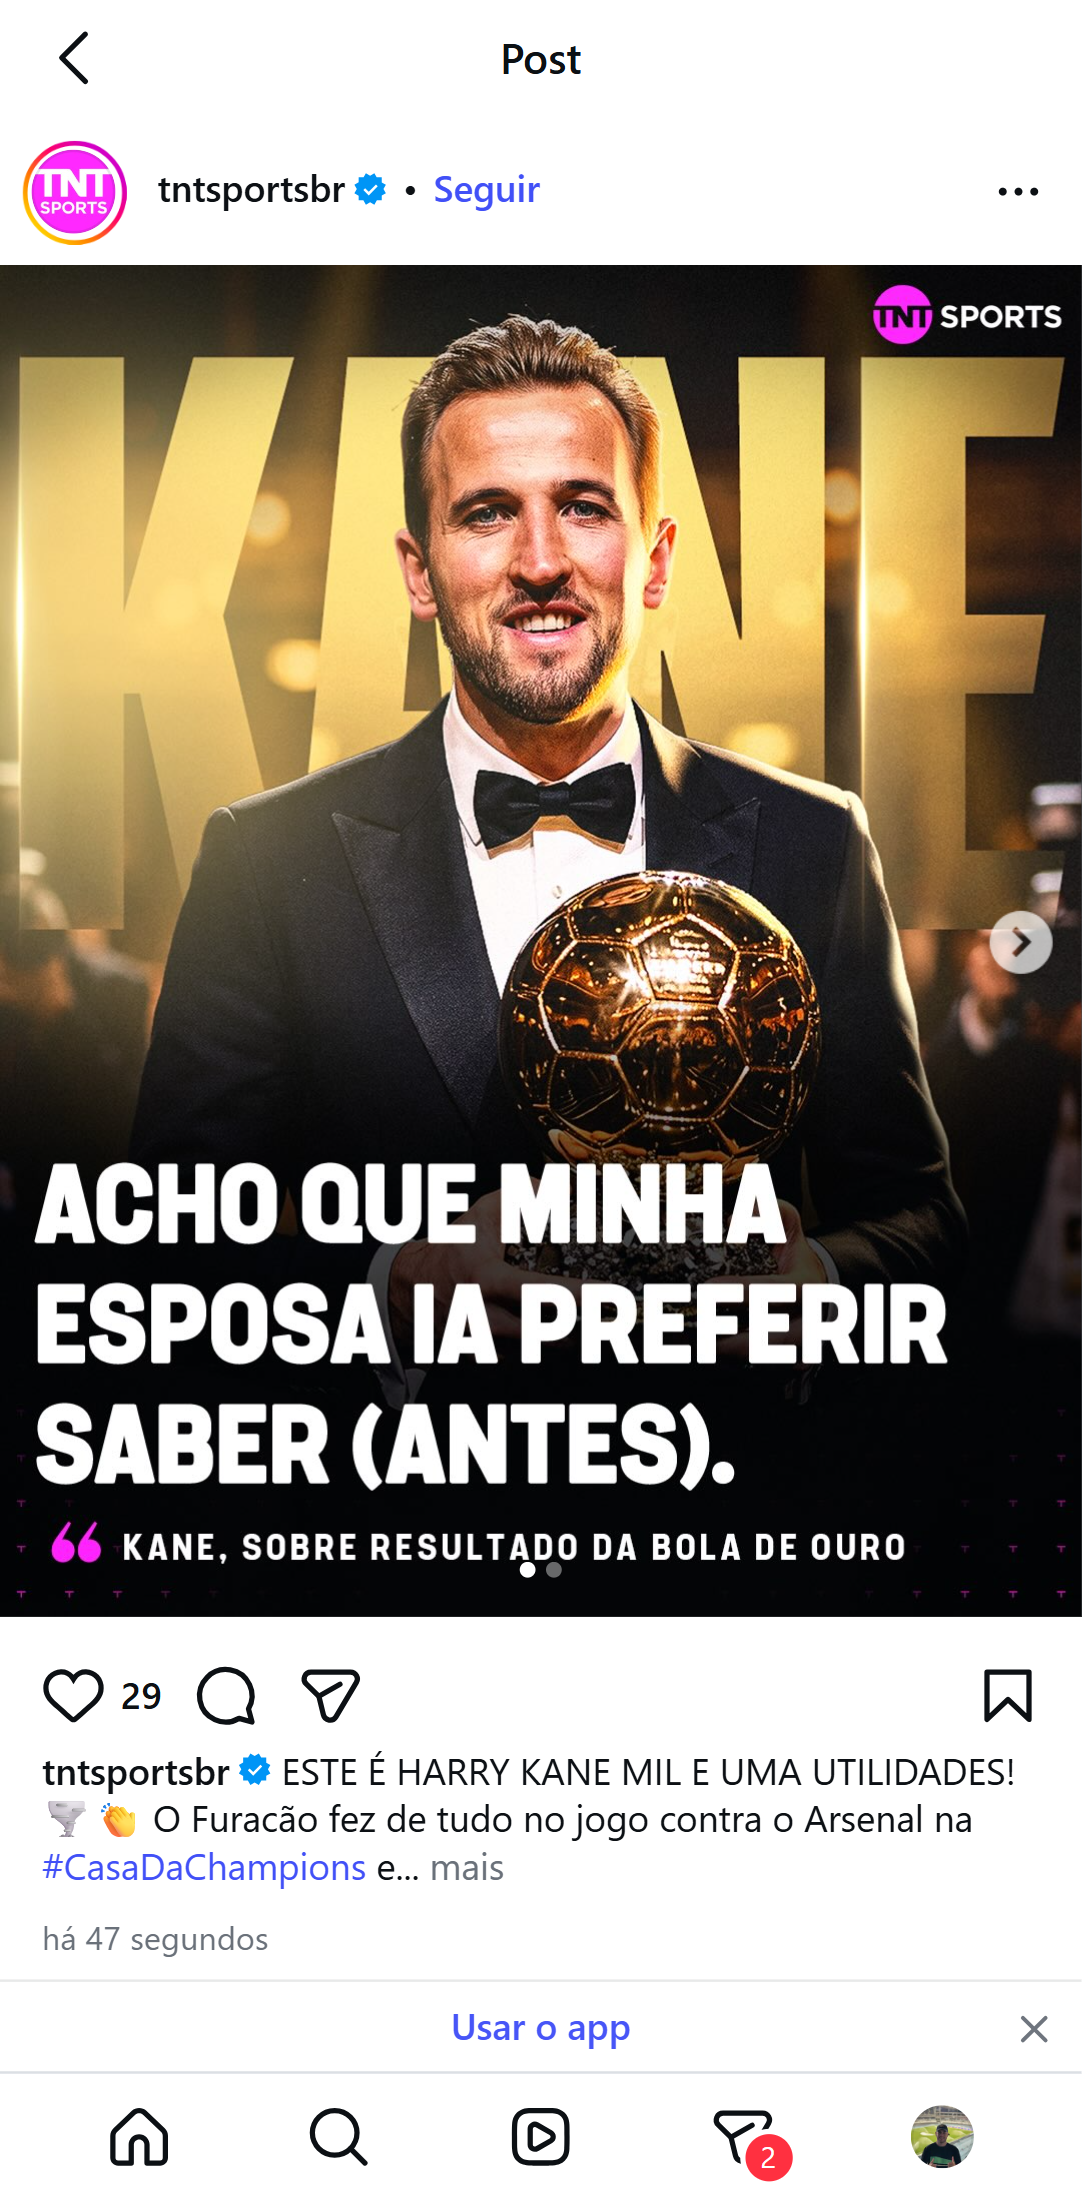 Post
TNT
SPORTS
tntsportsbr • Seguir
TNT SPORTS
KANE
ACHO QUE MINHA
ESPOSA IA PREFERIR
SABER (ANTES).
KANE, SOBRE RESULTADO DA BOLA DE OURO
29
tntsportsbr ESTE É HARRY KANE MIL E UMA UTILIDADES!
🌪️ 👏 O Furacão fez de tudo no jogo contra o Arsenal na
#CasaDaChampions e... mais
há 47 segundos
Usar o app
2